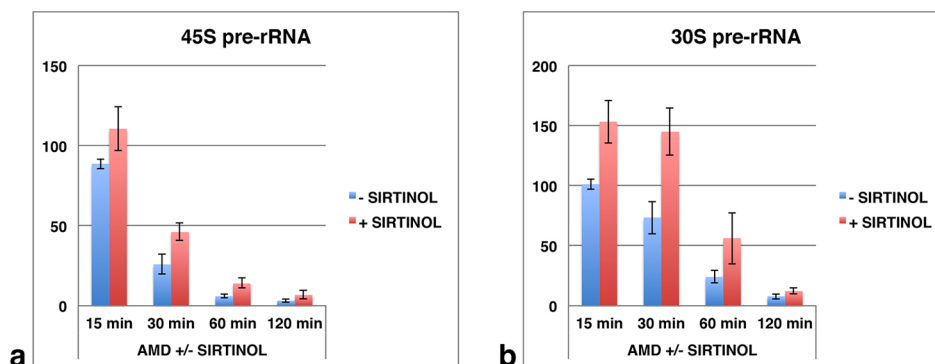 45S pre-rRNA
150
100
50
0
15 min 30 min 60 min 120 min
AMD +/- SIRTINOL
- SIRTINOL
+ SIRTINOL
a
30S pre-rRNA
200
150
100
50
0
15 min 30 min 60 min 120 min
AMD +/- SIRTINOL
- SIRTINOL
+ SIRTINOL
b